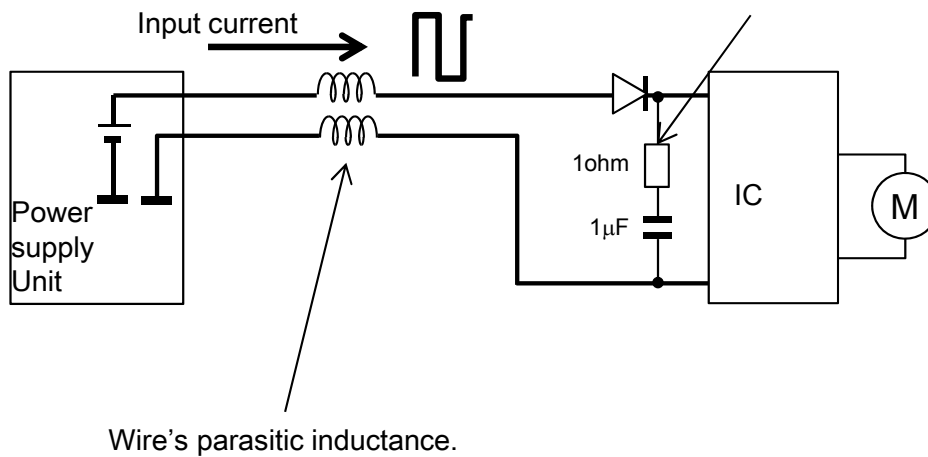 Input current
1ohm
IC
M
Power
supply
Unit
1μF
Wire's parasitic inductance.